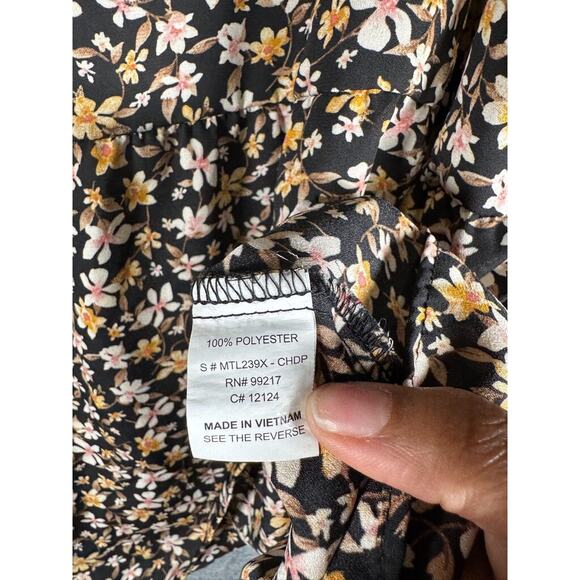 100% POLYESTER
S # MTL239X - CHDP
RN# 99217
C# 12124
MADE IN VIETNAM
SEE THE REVERSE